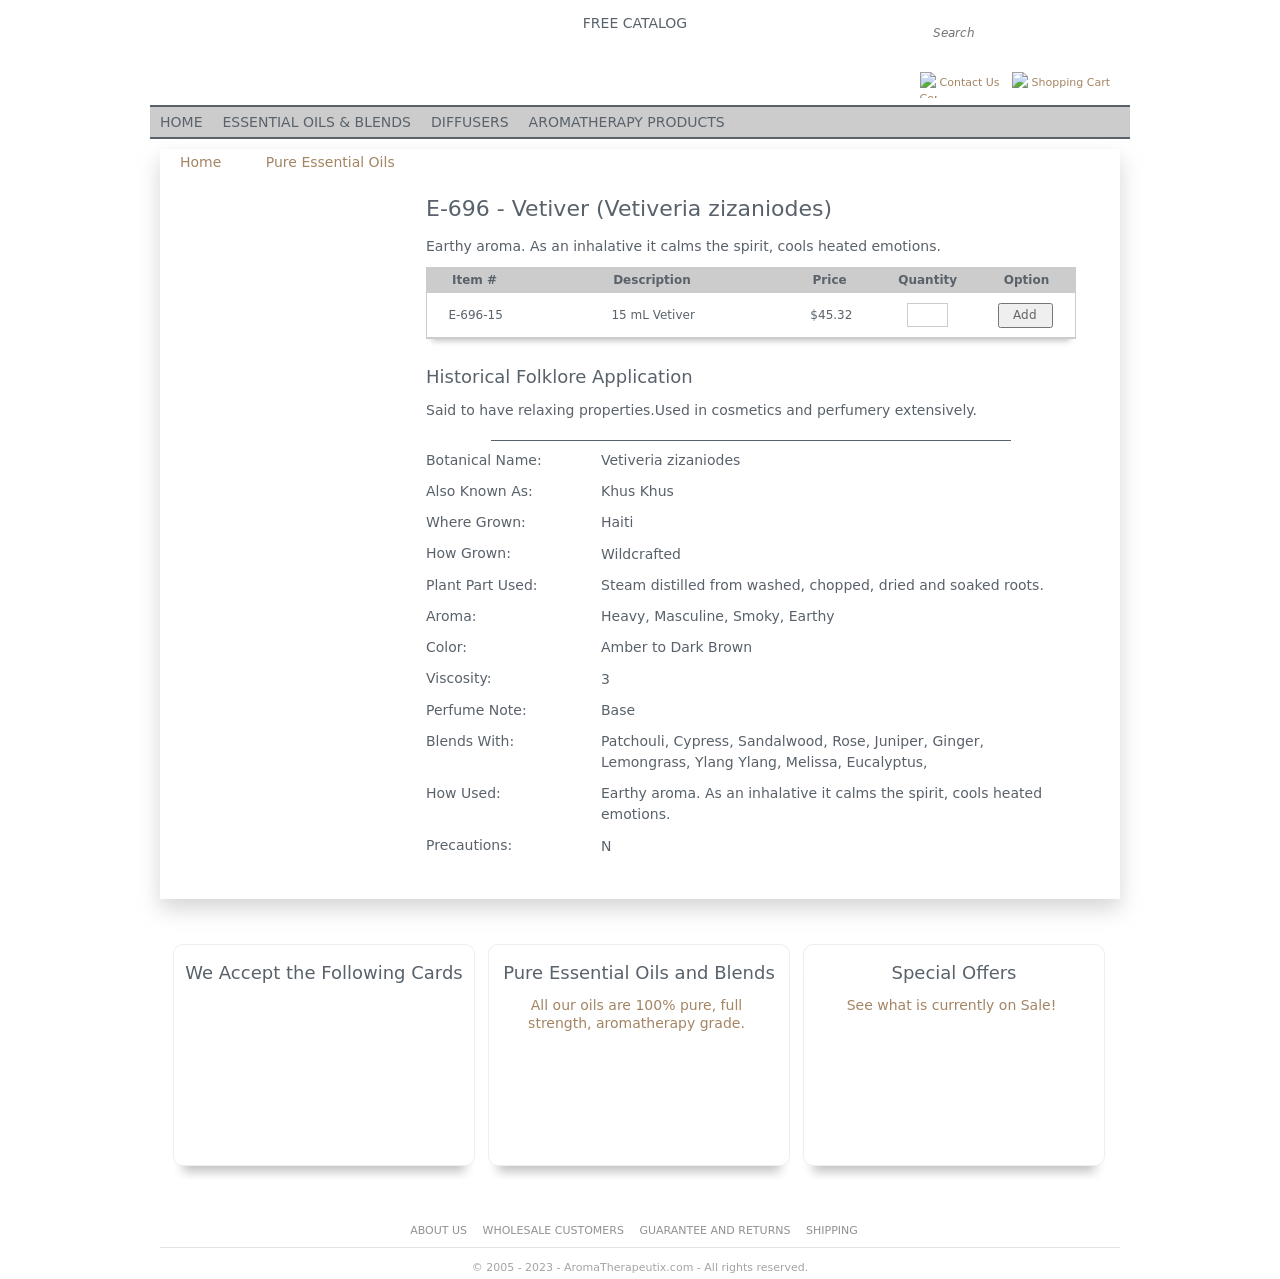 FREE CATALOG
Search
Contact Us
Shopping Cart
HOME ESSENTIAL OILS & BLENDS DIFFUSERS AROMATHERAPY PRODUCTS
Home Pure Essential Oils
E-696 - Vetiver (Vetiveria zizaniodes)
Earthy aroma. As an inhalative it calms the spirit, cools heated emotions.
Item # Description Price Quantity Option
E-696-15 15 mL Vetiver $45.32 Add
Historical Folklore Application
Said to have relaxing properties.Used in cosmetics and perfumery extensively.
Botanical Name: Vetiveria zizaniodes
Also Known As: Khus Khus
Where Grown: Haiti
How Grown: Wildcrafted
Plant Part Used: Steam distilled from washed, chopped, dried and soaked roots.
Aroma: Heavy, Masculine, Smoky, Earthy
Color: Amber to Dark Brown
Viscosity: 3
Perfume Note: Base
Blends With: Patchouli, Cypress, Sandalwood, Rose, Juniper, Ginger,
Lemongrass, Ylang Ylang, Melissa, Eucalyptus,
How Used: Earthy aroma. As an inhalative it calms the spirit, cools heated
emotions.
Precautions: N
We Accept the Following Cards
Pure Essential Oils and Blends
All our oils are 100% pure, full
strength, aromatherapy grade.
Special Offers
See what is currently on Sale!
ABOUT US WHOLESALE CUSTOMERS GUARANTEE AND RETURNS SHIPPING
© 2005 - 2023 - AromaTherapeutix.com - All rights reserved.